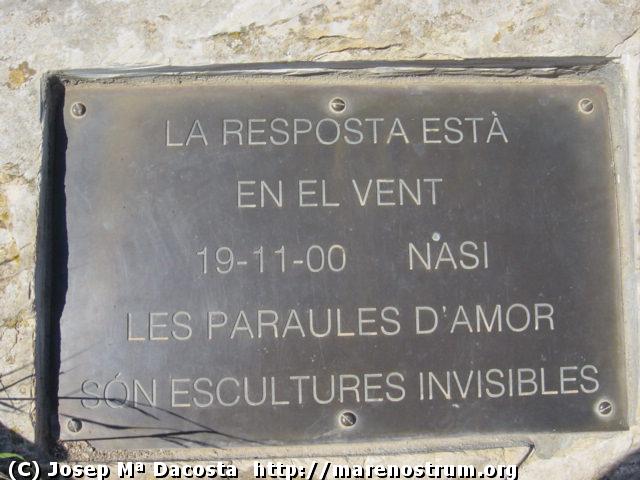 LA RESPOSTA ESTÀ
EN EL VENT
19-11-00 NASI
LES PARAULES D'AMOR
SÓN ESCULTURES INVISIBLES
(C) Josep Mª Dacosta http://marenostrum.org